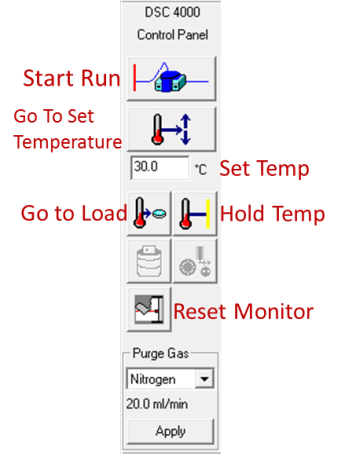 DSC 4000
Control Panel
Start Run
Go To Set
Temperature
30.0 °C Set Temp
Go to Load Hold Temp
Reset Monitor
Purge Gas
Nitrogen
20.0 ml/min
Apply